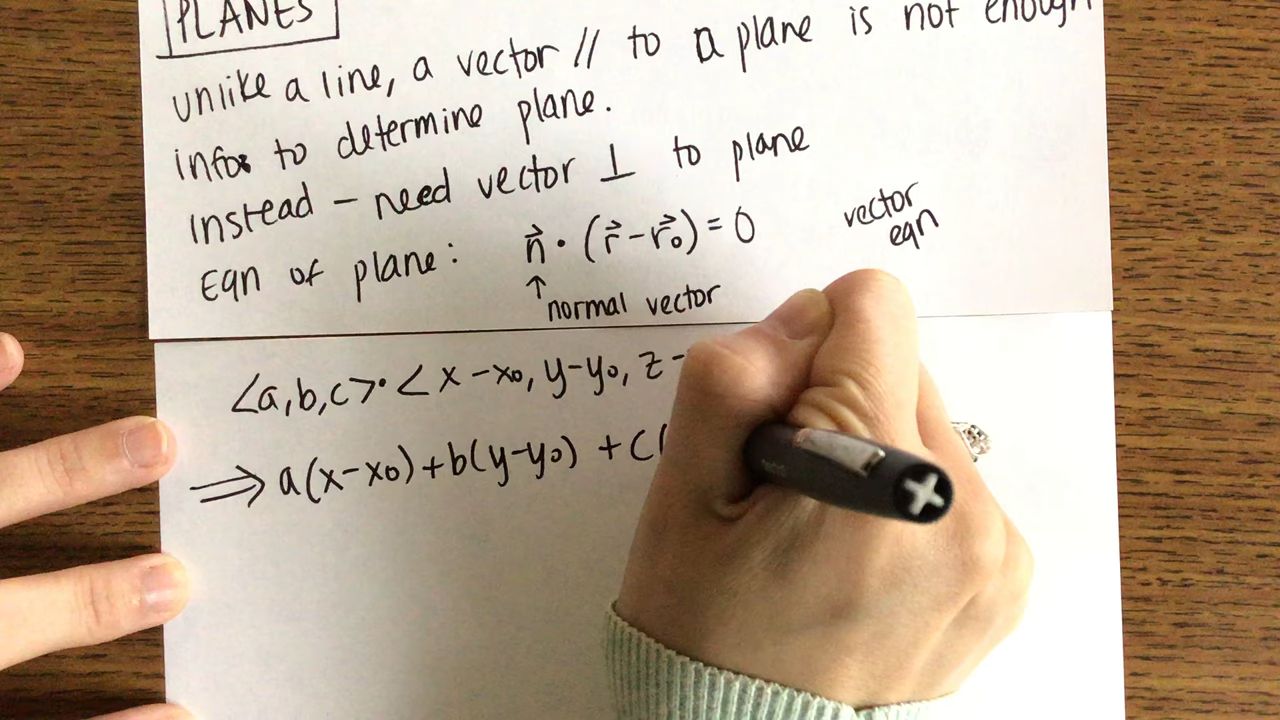 PLANES
unlike a line, a vector // to a plane is not enough
info to determine plane.
instead – need vector ⊥ to plane
Eqn of plane: n⃗ · (r⃗ – r⃗₀) = 0
vector
eqn
↑
normal vector
<a,b,c> · < x – x₀, y – y₀, z –
⟹ a(x – x₀) + b(y – y₀) + c(